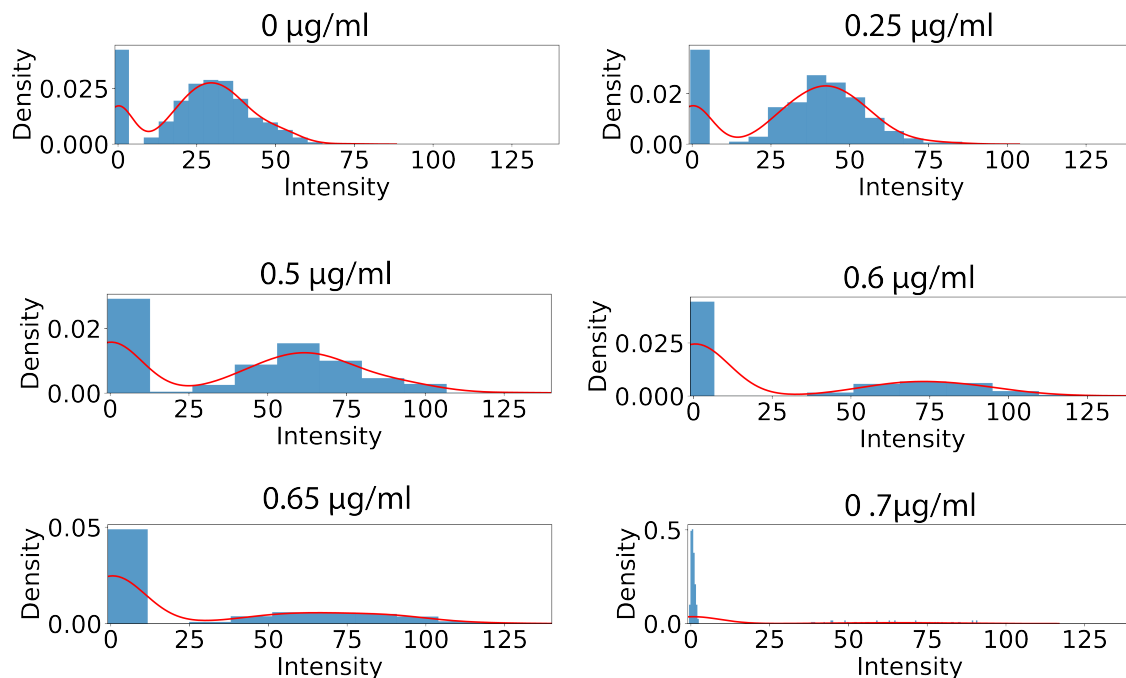 0 µg/ml
Density
0.025
0.000
0 25 50 75 100 125
Intensity
0.25 µg/ml
Density
0.02
0.00
0 25 50 75 100 125
Intensity
0.5 µg/ml
Density
0.02
0.00
0 25 50 75 100 125
Intensity
0.6 µg/ml
Density
0.025
0.000
0 25 50 75 100 125
Intensity
0.65 µg/ml
Density
0.05
0.00
0 25 50 75 100 125
Intensity
0 .7µg/ml
Density
0.5
0.0
0 25 50 75 100 125
Intensity